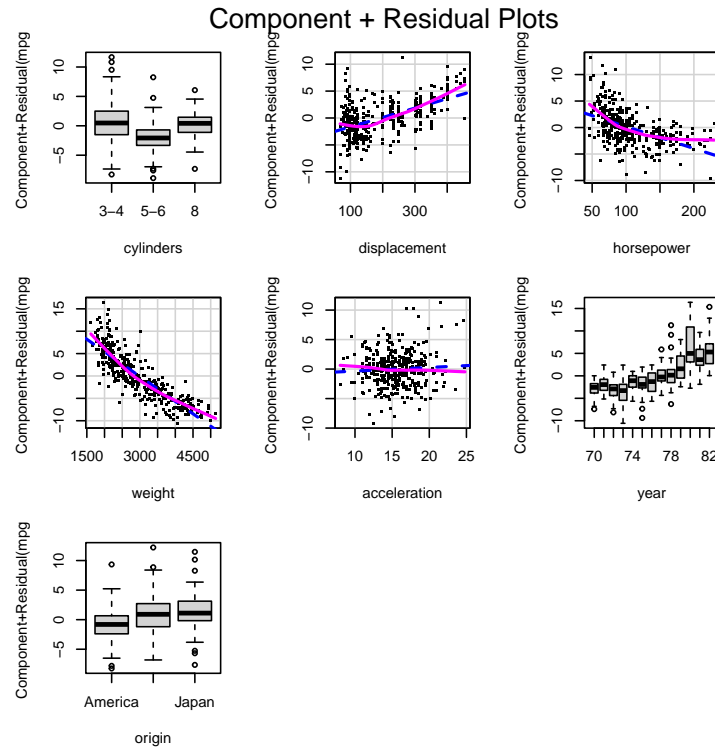 Component + Residual Plots
Component+Residual(mpg
10
5
0
−5
3−4 5−6 8
cylinders
Component+Residual(mpg
10
5
0
−10
100 300
displacement
Component+Residual(mpg
10
5
0
−10
50 100 200
horsepower
Component+Residual(mpg
15
5
0
−10
1500 3000 4500
weight
Component+Residual(mpg
10
5
0
−10
10 15 20 25
acceleration
Component+Residual(mpg
15
5
0
−10
70 74 78 82
year
Component+Residual(mpg
10
5
0
−5
America Japan
origin